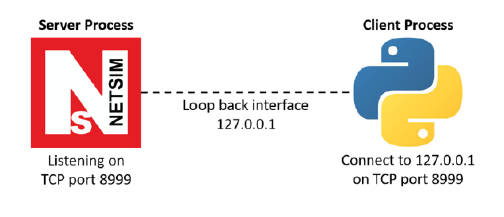 Server Process
Client Process
N
S
NETSIM
Loop back interface
127.0.0.1
Listening on
TCP port 8999
Connect to 127.0.0.1
on TCP port 8999